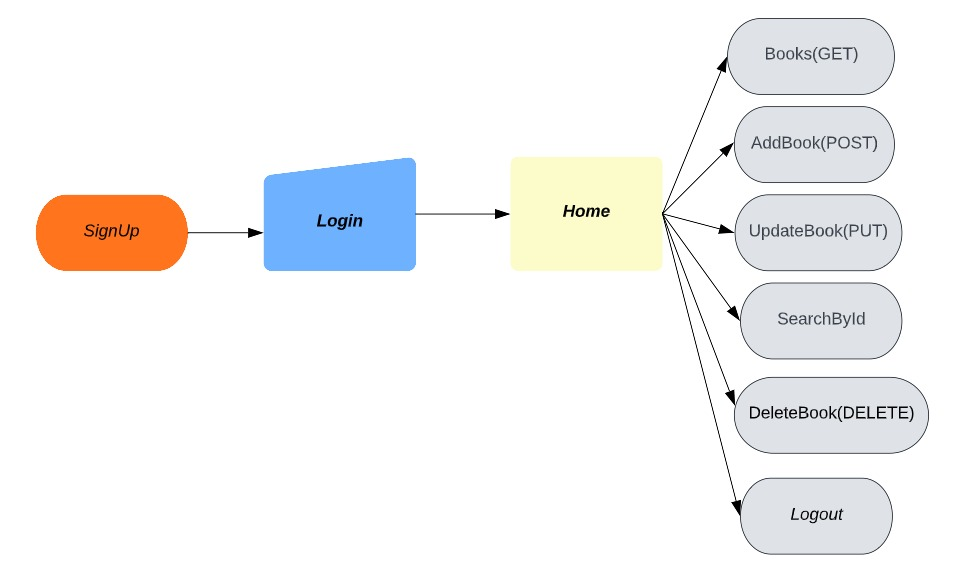 SignUp
Login
Home
Books(GET)
AddBook(POST)
UpdateBook(PUT)
SearchById
DeleteBook(DELETE)
Logout